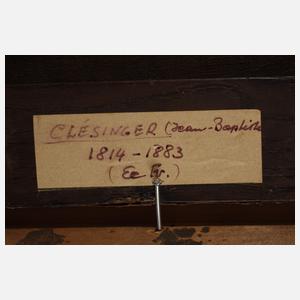 CLÉSINGER (Jean-Baptiste
1814-1883
(Ec Fr.)